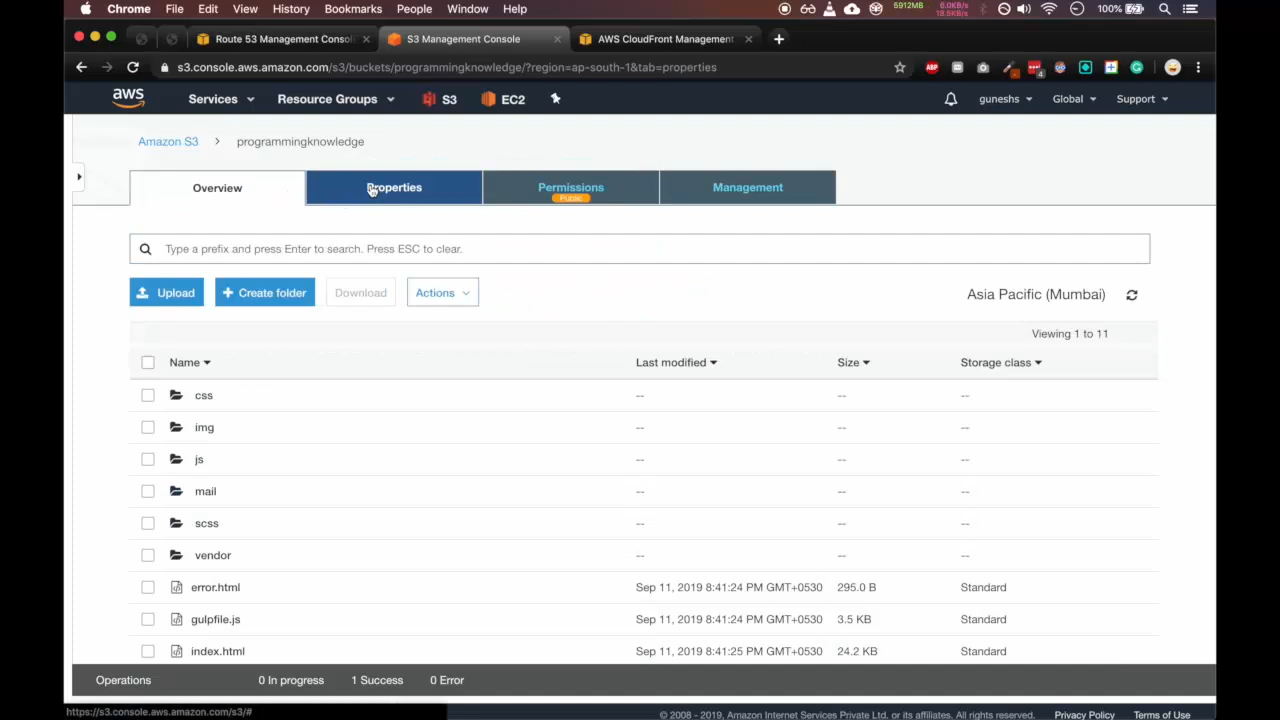 Chrome File Edit View History Bookmarks People Window Help 5912MB 6.0KB/s 18.9KB/s 100%
Route 53 Management Consol S3 Management Console AWS CloudFront Management
s3.console.aws.amazon.com/s3/buckets/programmingknowledge/?region=ap-south-1&tab=properties
aws Services Resource Groups S3 EC2 guneshs Global Support
Amazon S3 > programmingknowledge
Overview Properties Permissions Management
Public
Type a prefix and press Enter to search. Press ESC to clear.
Upload + Create folder Download Actions Asia Pacific (Mumbai)
Viewing 1 to 11
Name Last modified Size Storage class
css -- -- --
img -- -- --
js -- -- --
mail -- -- --
scss -- -- --
vendor -- -- --
error.html Sep 11, 2019 8:41:24 PM GMT+0530 295.0 B Standard
gulpfile.js Sep 11, 2019 8:41:24 PM GMT+0530 3.5 KB Standard
index.html Sep 11, 2019 8:41:25 PM GMT+0530 24.2 KB Standard
Operations 0 In progress 1 Success 0 Error
https://s3.console.aws.amazon.com/s3/#
© 2008 - 2019, Amazon Internet Services Private Ltd. or its affiliates. All rights reserved. Privacy Policy Terms of Use